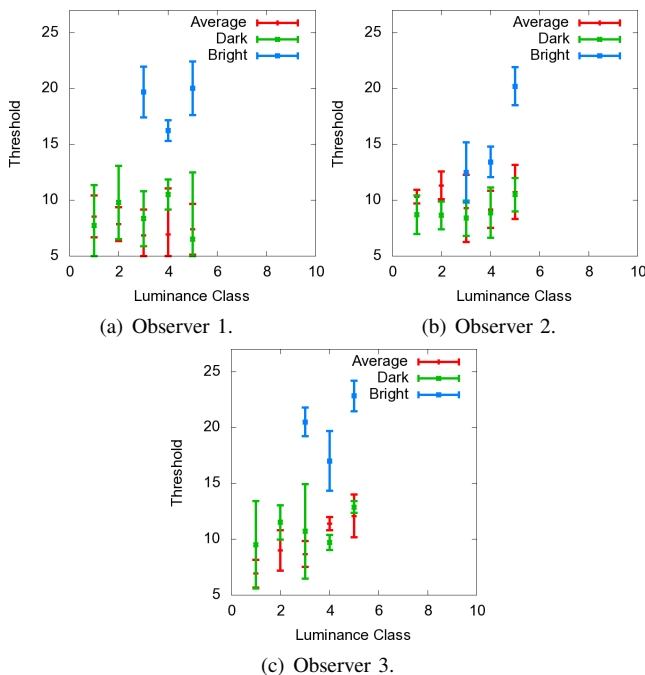 Average
Dark
Bright
25
20
15
10
5
0 2 4 6 8 10
Threshold
Luminance Class
(a) Observer 1.
Average
Dark
Bright
25
20
15
10
5
0 2 4 6 8 10
Threshold
Luminance Class
(b) Observer 2.
Average
Dark
Bright
25
20
15
10
5
0 2 4 6 8 10
Threshold
Luminance Class
(c) Observer 3.